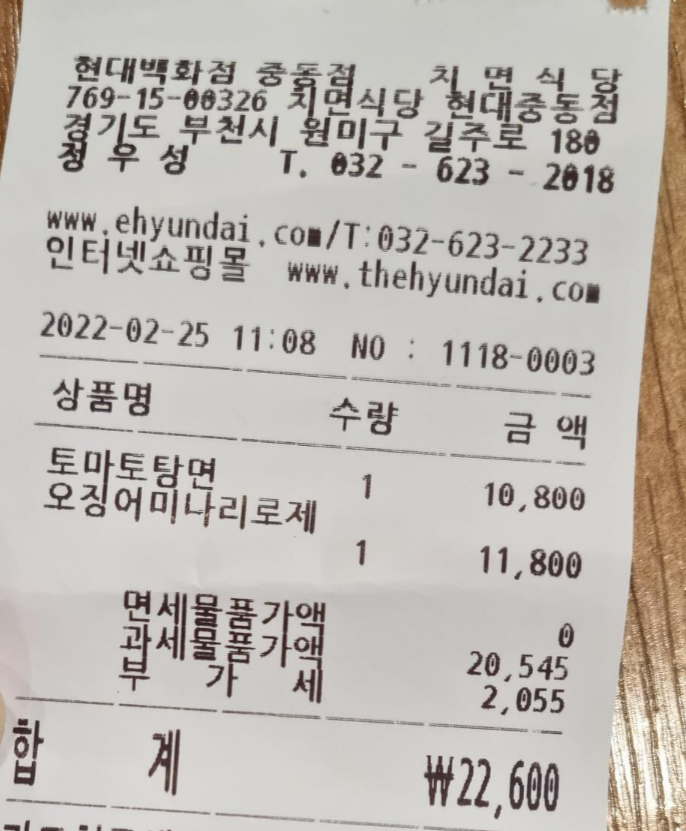 현대백화점 중동점 치 면 식 당
769-15-00326 치면식당 현대중동점
경기도 부천시 원미구 길주로 180
정 우 성 T. 032 - 623 - 2018
www.ehyundai.com/T:032-623-2233
인터넷쇼핑몰 www.thehyundai.com
2022-02-25 11:08 NO : 1118-0003
상품명 수량 금 액
토마토탕면 1 10,800
오징어미나리로제
1 11,800
면세물품가액 0
과세물품가액 20,545
부 가 세 2,055
합 계 ₩22,600